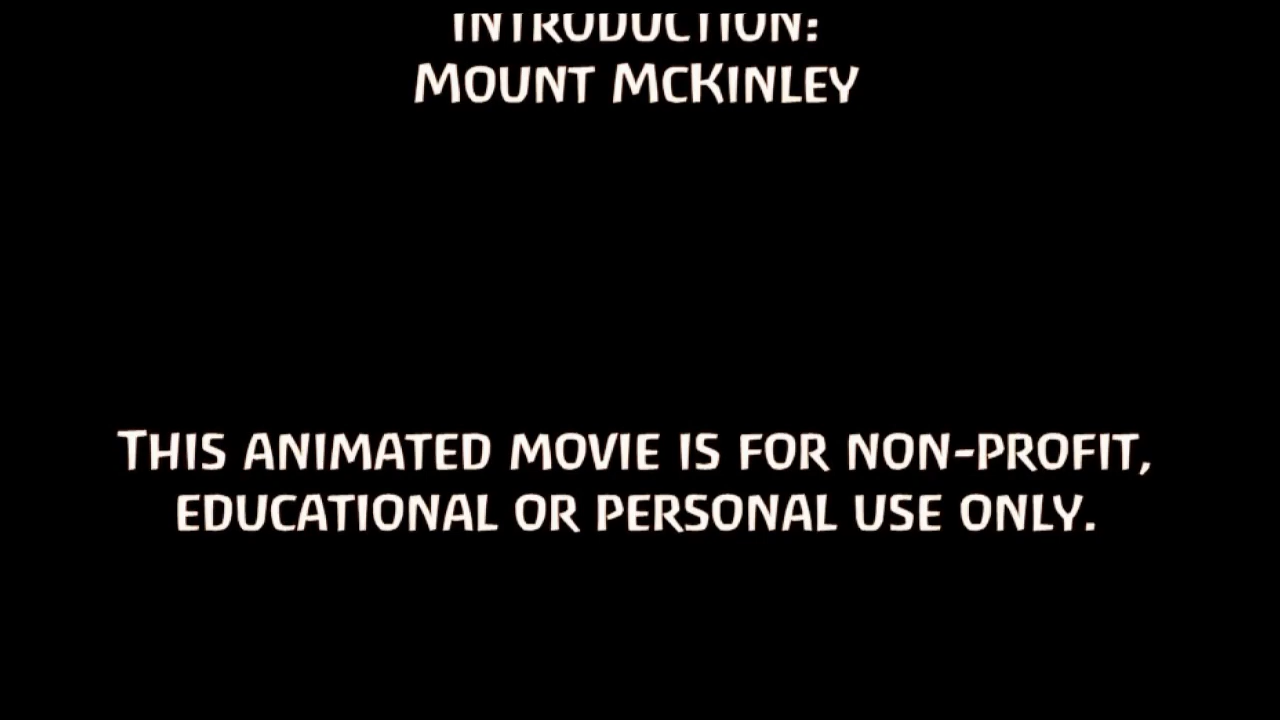 INTRODUCTION:
MOUNT MCKINLEY
THIS ANIMATED MOVIE IS FOR NON-PROFIT,
EDUCATIONAL OR PERSONAL USE ONLY.